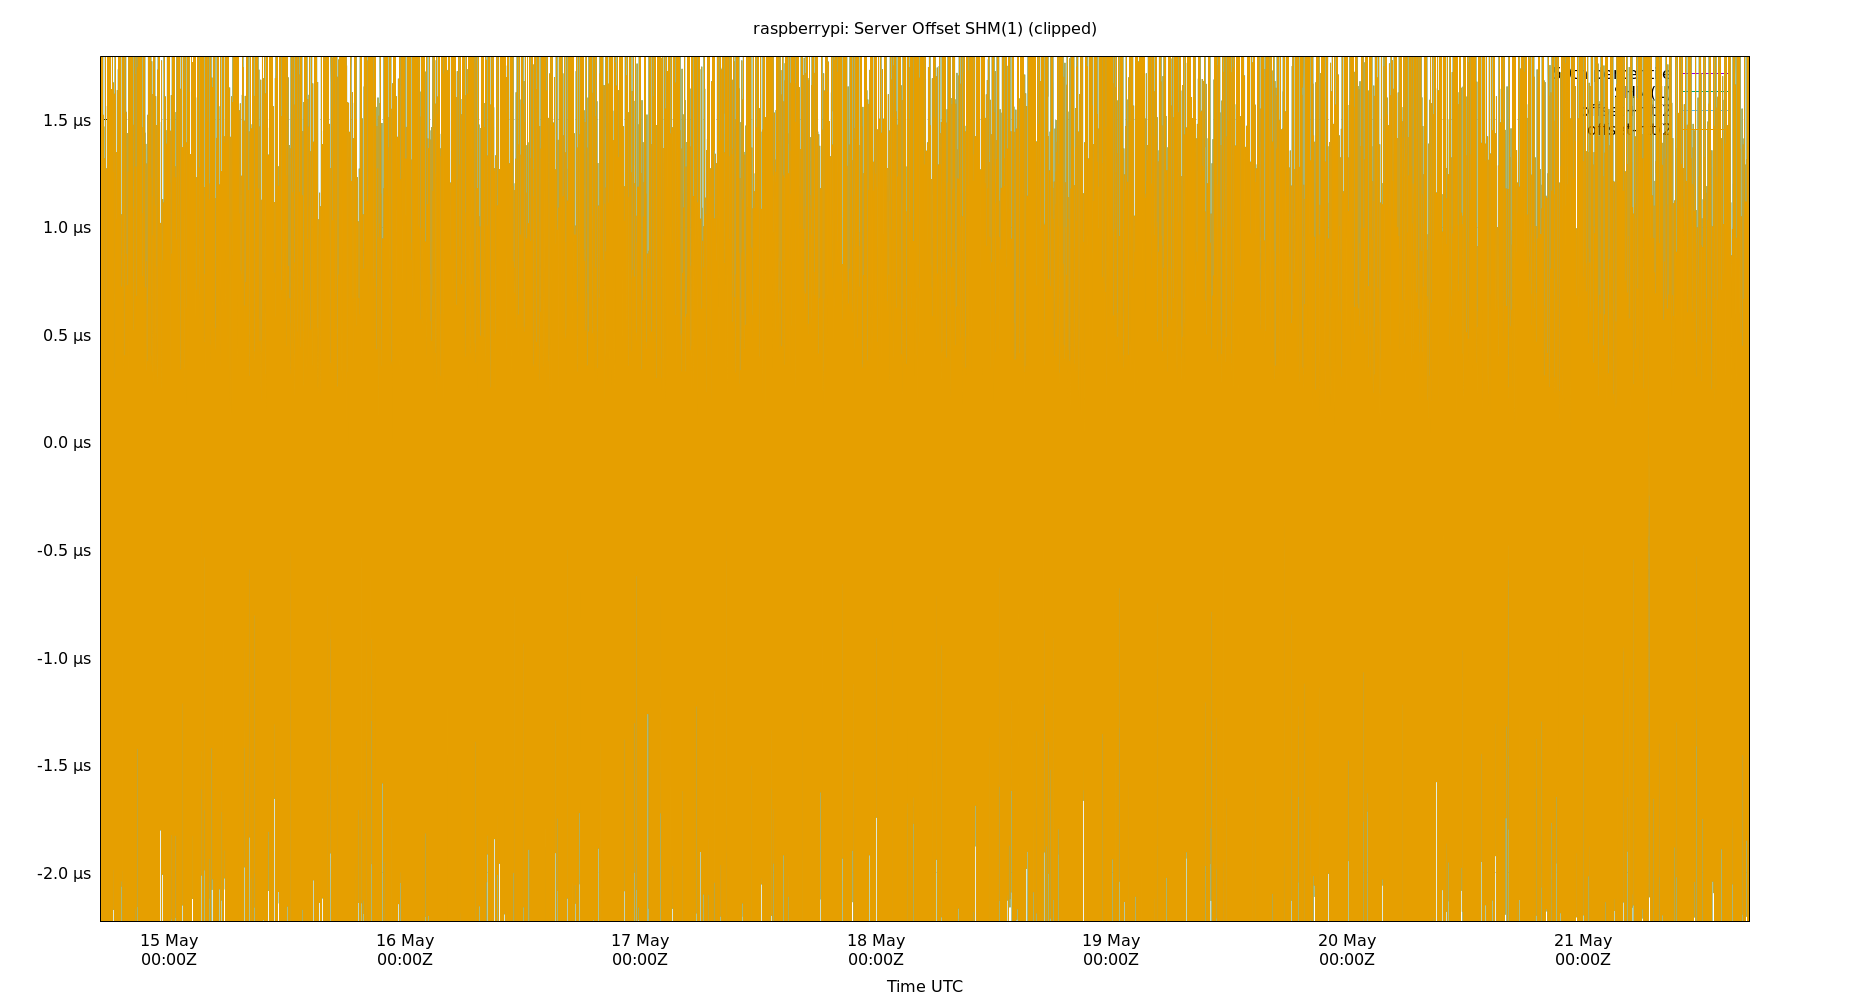 raspberrypi: Server Offset SHM(1) (clipped)
1.5 µs
1.0 µs
0.5 µs
0.0 µs
-0.5 µs
-1.0 µs
-1.5 µs
-2.0 µs
15 May 16 May 17 May 18 May 19 May 20 May 21 May
00:00Z 00:00Z 00:00Z 00:00Z 00:00Z 00:00Z 00:00Z
Time UTC